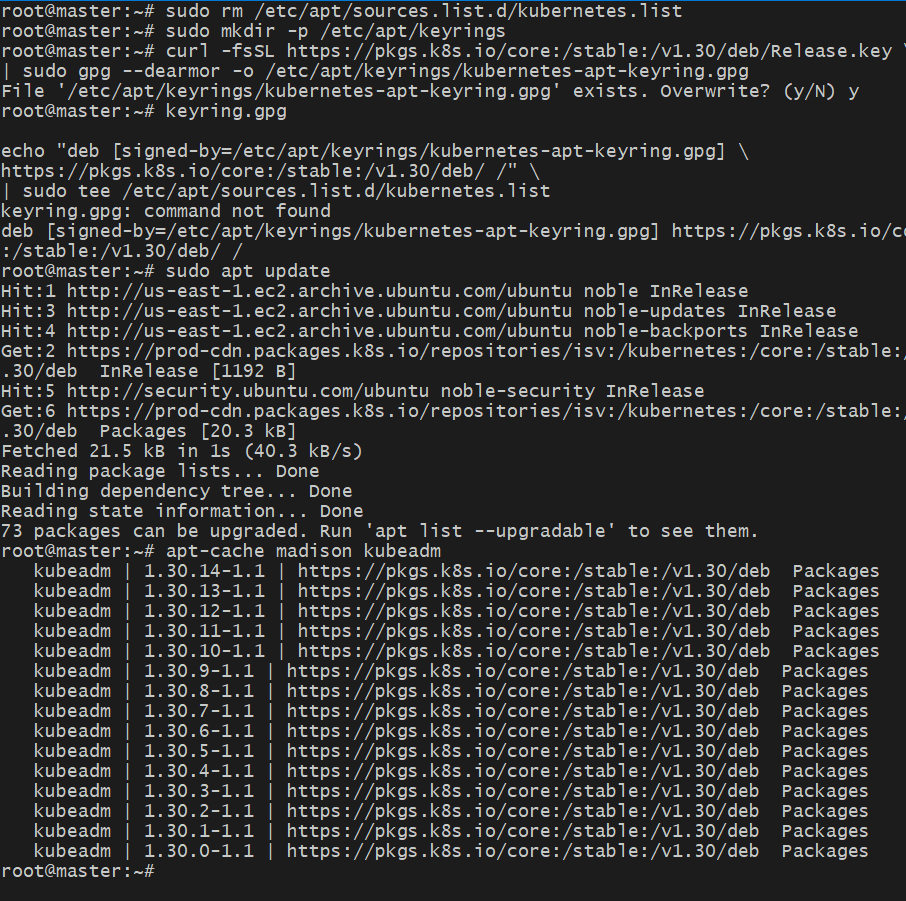 root@master:~# sudo rm /etc/apt/sources.list.d/kubernetes.list
root@master:~# sudo mkdir -p /etc/apt/keyrings
root@master:~# curl -fsSL https://pkgs.k8s.io/core:/stable:/v1.30/deb/Release.key \
| sudo gpg --dearmor -o /etc/apt/keyrings/kubernetes-apt-keyring.gpg
File '/etc/apt/keyrings/kubernetes-apt-keyring.gpg' exists. Overwrite? (y/N) y
root@master:~# keyring.gpg

echo "deb [signed-by=/etc/apt/keyrings/kubernetes-apt-keyring.gpg] \
https://pkgs.k8s.io/core:/stable:/v1.30/deb/ /" \
| sudo tee /etc/apt/sources.list.d/kubernetes.list
keyring.gpg: command not found
deb [signed-by=/etc/apt/keyrings/kubernetes-apt-keyring.gpg] https://pkgs.k8s.io/co
:/stable:/v1.30/deb/ /
root@master:~# sudo apt update
Hit:1 http://us-east-1.ec2.archive.ubuntu.com/ubuntu noble InRelease
Hit:3 http://us-east-1.ec2.archive.ubuntu.com/ubuntu noble-updates InRelease
Hit:4 http://us-east-1.ec2.archive.ubuntu.com/ubuntu noble-backports InRelease
Get:2 https://prod-cdn.packages.k8s.io/repositories/isv:/kubernetes:/core:/stable:/
.30/deb  InRelease [1192 B]
Hit:5 http://security.ubuntu.com/ubuntu noble-security InRelease
Get:6 https://prod-cdn.packages.k8s.io/repositories/isv:/kubernetes:/core:/stable:/
.30/deb  Packages [20.3 kB]
Fetched 21.5 kB in 1s (40.3 kB/s)
Reading package lists... Done
Building dependency tree... Done
Reading state information... Done
73 packages can be upgraded. Run 'apt list --upgradable' to see them.
root@master:~# apt-cache madison kubeadm
kubeadm | 1.30.14-1.1 | https://pkgs.k8s.io/core:/stable:/v1.30/deb  Packages
kubeadm | 1.30.13-1.1 | https://pkgs.k8s.io/core:/stable:/v1.30/deb  Packages
kubeadm | 1.30.12-1.1 | https://pkgs.k8s.io/core:/stable:/v1.30/deb  Packages
kubeadm | 1.30.11-1.1 | https://pkgs.k8s.io/core:/stable:/v1.30/deb  Packages
kubeadm | 1.30.10-1.1 | https://pkgs.k8s.io/core:/stable:/v1.30/deb  Packages
kubeadm | 1.30.9-1.1 | https://pkgs.k8s.io/core:/stable:/v1.30/deb  Packages
kubeadm | 1.30.8-1.1 | https://pkgs.k8s.io/core:/stable:/v1.30/deb  Packages
kubeadm | 1.30.7-1.1 | https://pkgs.k8s.io/core:/stable:/v1.30/deb  Packages
kubeadm | 1.30.6-1.1 | https://pkgs.k8s.io/core:/stable:/v1.30/deb  Packages
kubeadm | 1.30.5-1.1 | https://pkgs.k8s.io/core:/stable:/v1.30/deb  Packages
kubeadm | 1.30.4-1.1 | https://pkgs.k8s.io/core:/stable:/v1.30/deb  Packages
kubeadm | 1.30.3-1.1 | https://pkgs.k8s.io/core:/stable:/v1.30/deb  Packages
kubeadm | 1.30.2-1.1 | https://pkgs.k8s.io/core:/stable:/v1.30/deb  Packages
kubeadm | 1.30.1-1.1 | https://pkgs.k8s.io/core:/stable:/v1.30/deb  Packages
kubeadm | 1.30.0-1.1 | https://pkgs.k8s.io/core:/stable:/v1.30/deb  Packages
root@master:~#